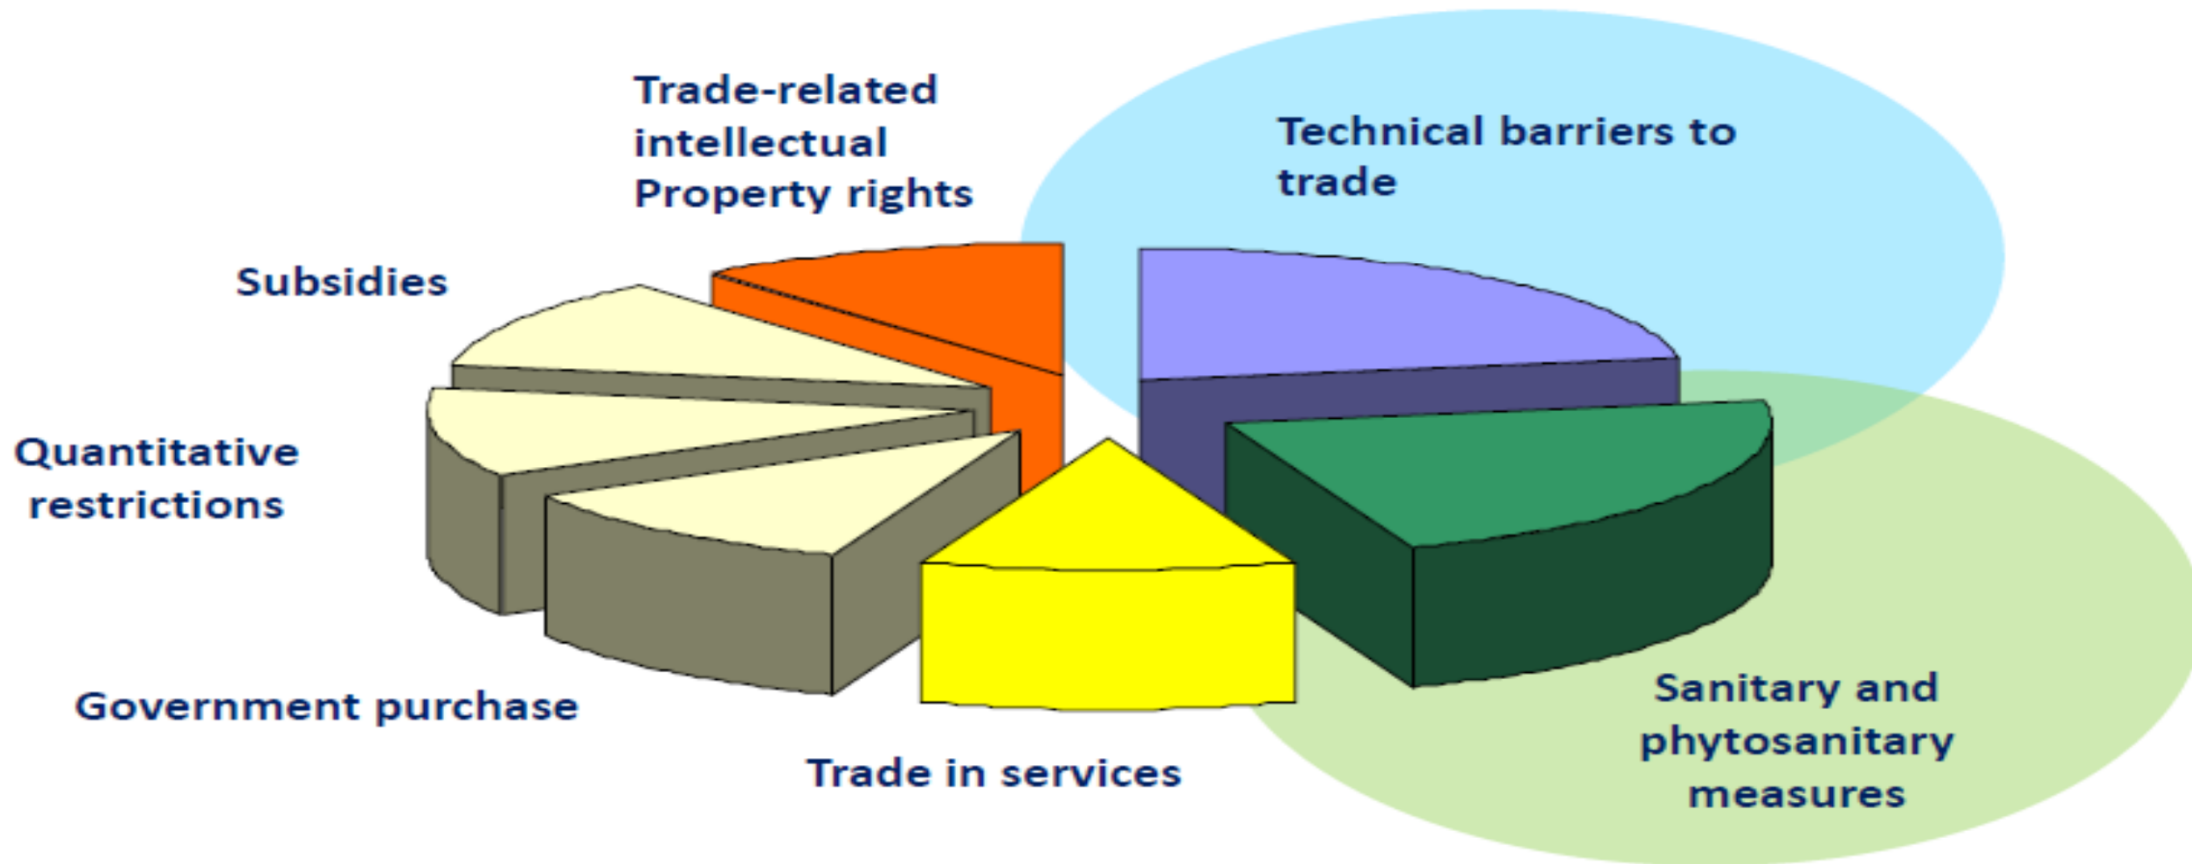 Trade-related
intellectual
Property rights
Technical barriers to
trade
Subsidies
Quantitative
restrictions
Government purchase
Trade in services
Sanitary and
phytosanitary
measures